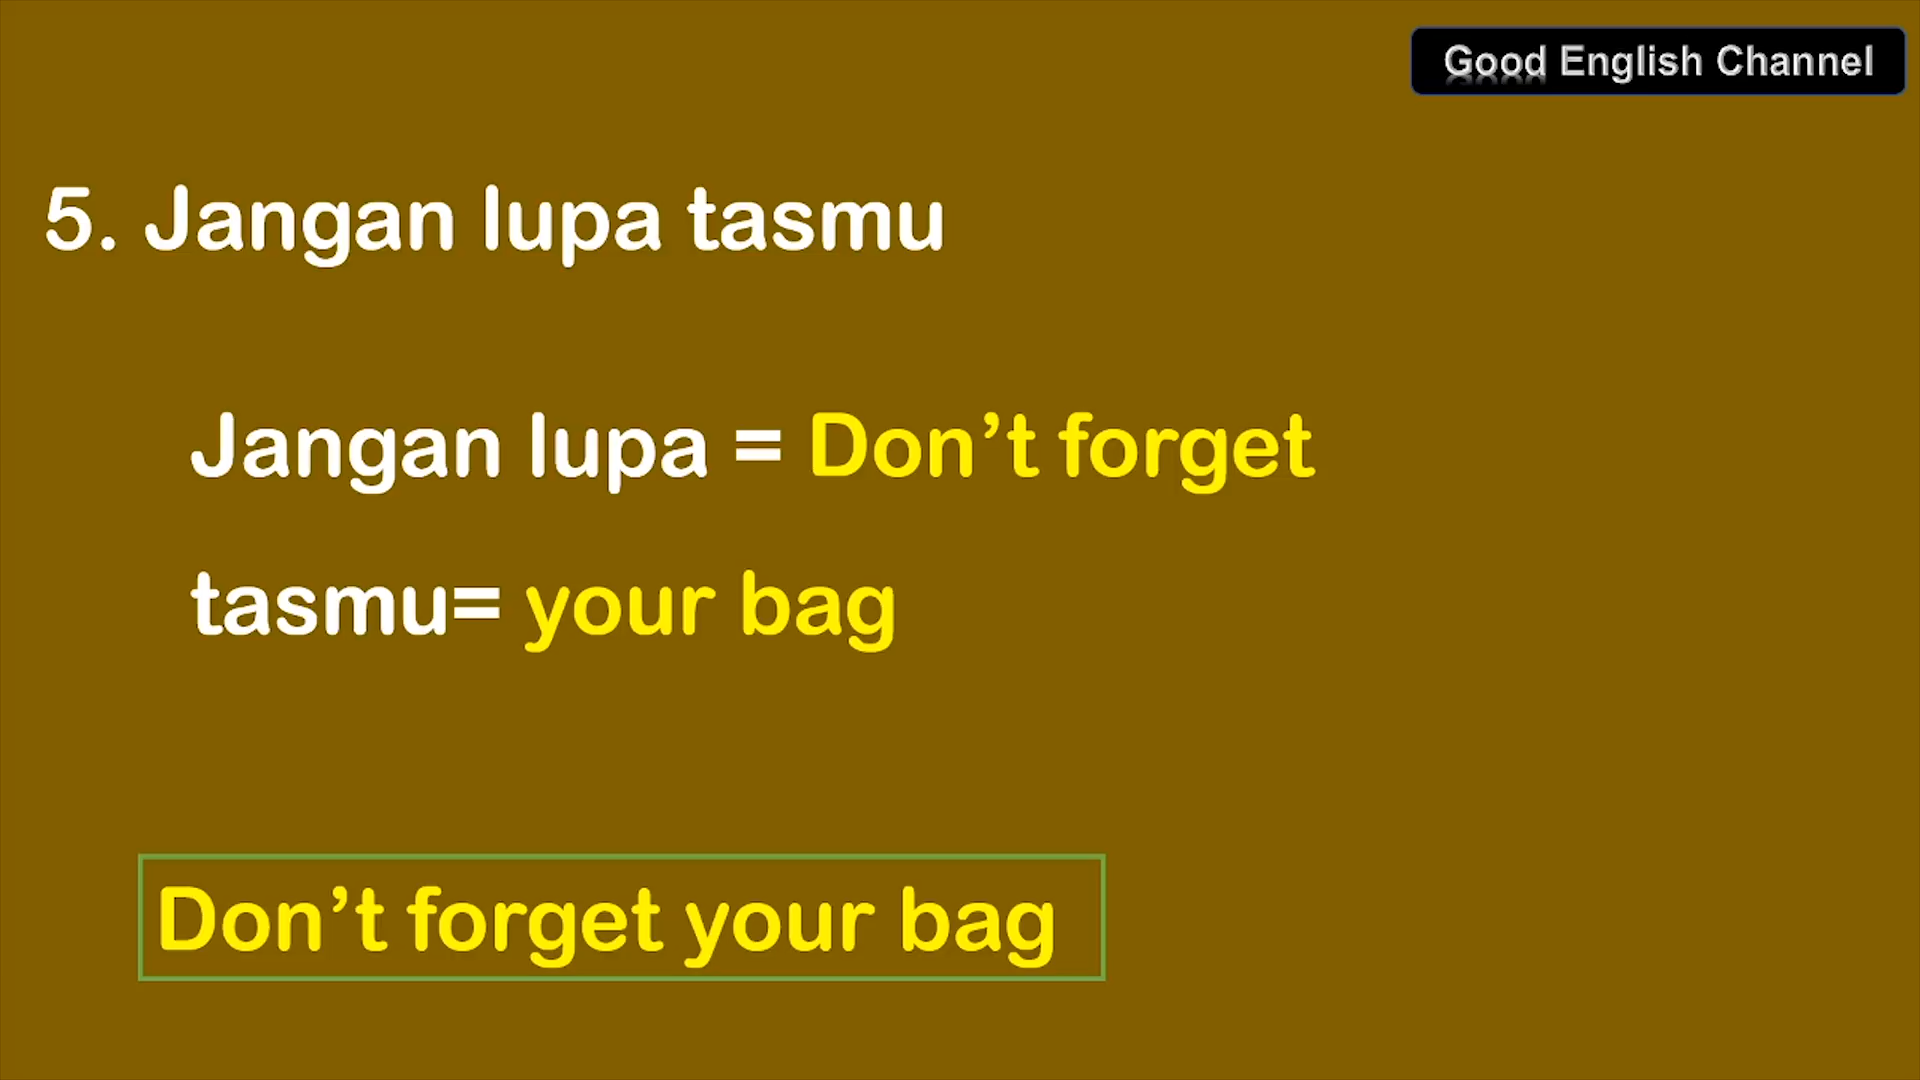 Good English Channel
5. Jangan lupa tasmu
Jangan lupa = Don’t forget
tasmu= your bag
Don’t forget your bag